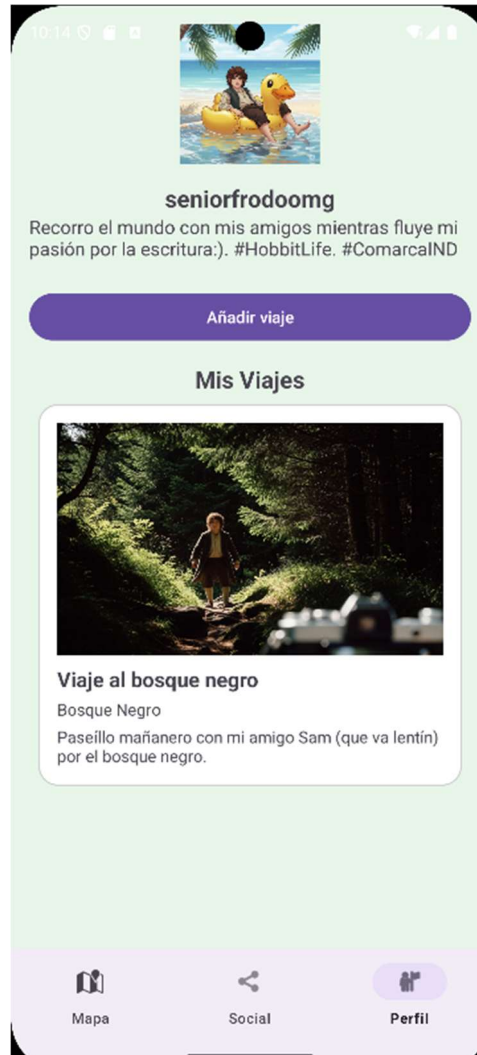 10:14
seniorfrodoomg
Recorro el mundo con mis amigos mientras fluye mi
pasión por la escritura:). #HobbitLife. #ComarcaIND
Añadir viaje
Mis Viajes
Viaje al bosque negro
Bosque Negro
Paseíllo mañanero con mi amigo Sam (que va lentín)
por el bosque negro.
Mapa
Social
Perfil